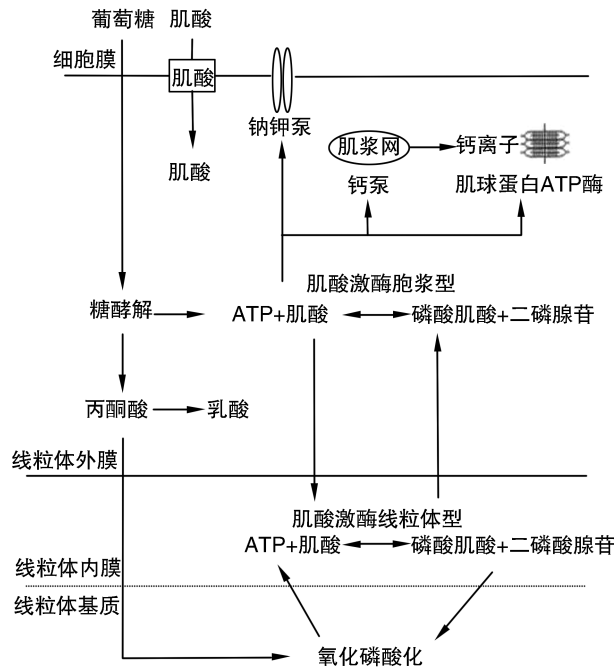 葡萄糖 肌酸
细胞膜
肌酸
钠钾泵
肌浆网 钙离子
肌酸
钙泵 肌球蛋白ATP酶
肌酸激酶胞浆型
糖酵解 ATP+肌酸 磷酸肌酸+二磷腺苷
丙酮酸 乳酸
线粒体外膜
肌酸激酶线粒体型
ATP+肌酸 磷酸肌酸+二磷酸腺苷
线粒体内膜
线粒体基质
氧化磷酸化